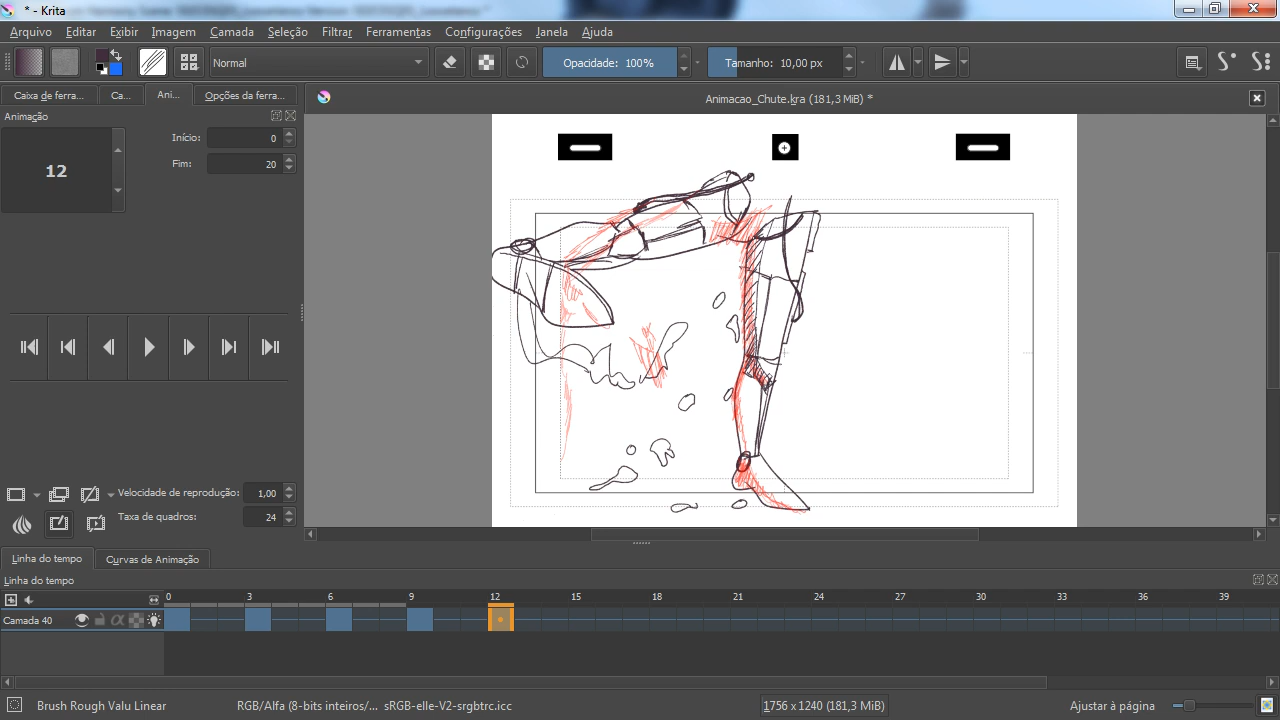 * - Krita
Arquivo Editar Exibir Imagem Camada Seleção Filtrar Ferramentas Configurações Janela Ajuda
Normal Opacidade: 100% Tamanho: 10,00 px
Caixa de ferra... Ca... Ani... Opções da ferra...
Animacao_Chute.kra (181,3 MiB) *
Animação
12
Início: 0
Fim: 20
Velocidade de reprodução: 1,00
Taxa de quadros: 24
Linha do tempo Curvas de Animação
Linha do tempo
0 3 6 9 12 15 18 21 24 27 30 33 36 39
Camada 40
Brush Rough Valu Linear RGB/Alfa (8-bits inteiros/... sRGB-elle-V2-srgbtrc.icc 1756 x 1240 (181,3 MiB) Ajustar à página